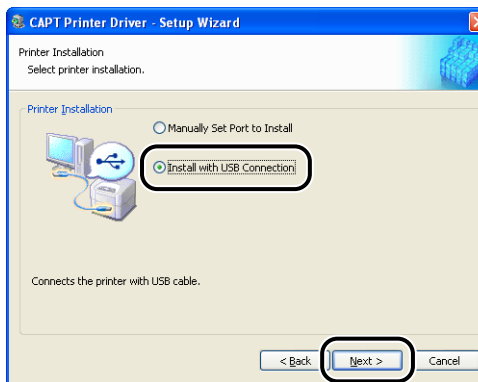 CAPT Printer Driver - Setup Wizard
Printer Installation
Select printer installation.
Printer Installation
Manually Set Port to Install
Install with USB Connection
Connects the printer with USB cable.
< Back Next > Cancel